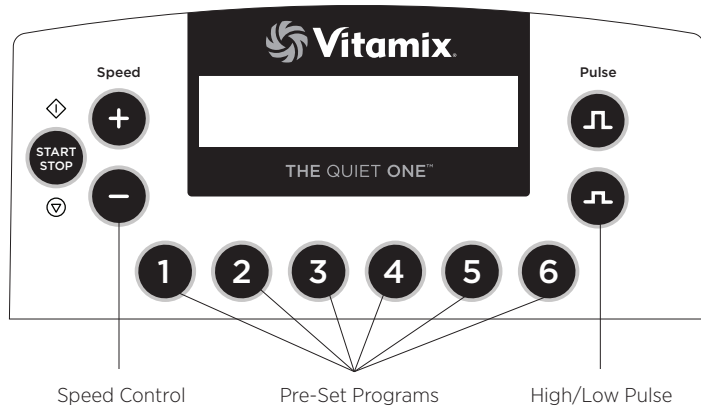 Vitamix®
Speed
Pulse
+
START
STOP
THE QUIET ONE™
−
1 2 3 4 5 6
Speed Control
Pre-Set Programs
High/Low Pulse